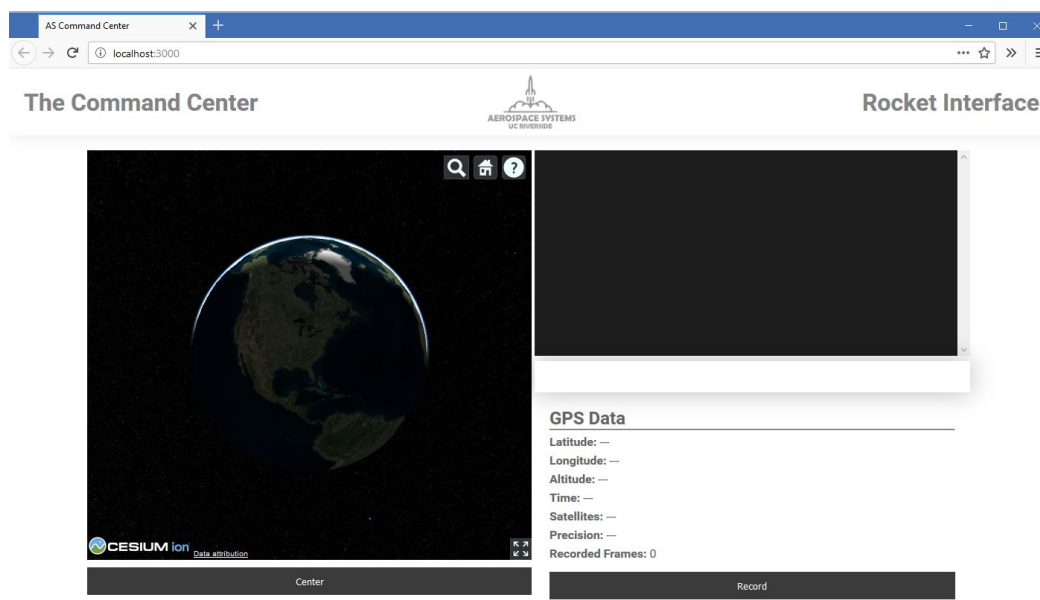 AS Command Center
localhost:3000
The Command Center
AEROSPACE SYSTEMS
UC RIVERSIDE
Rocket Interface
?
CESIUM ion
Data attribution
Center
GPS Data
Latitude: ---
Longitude: ---
Altitude: ---
Time: ---
Satellites: ---
Precision: ---
Recorded Frames: 0
Record